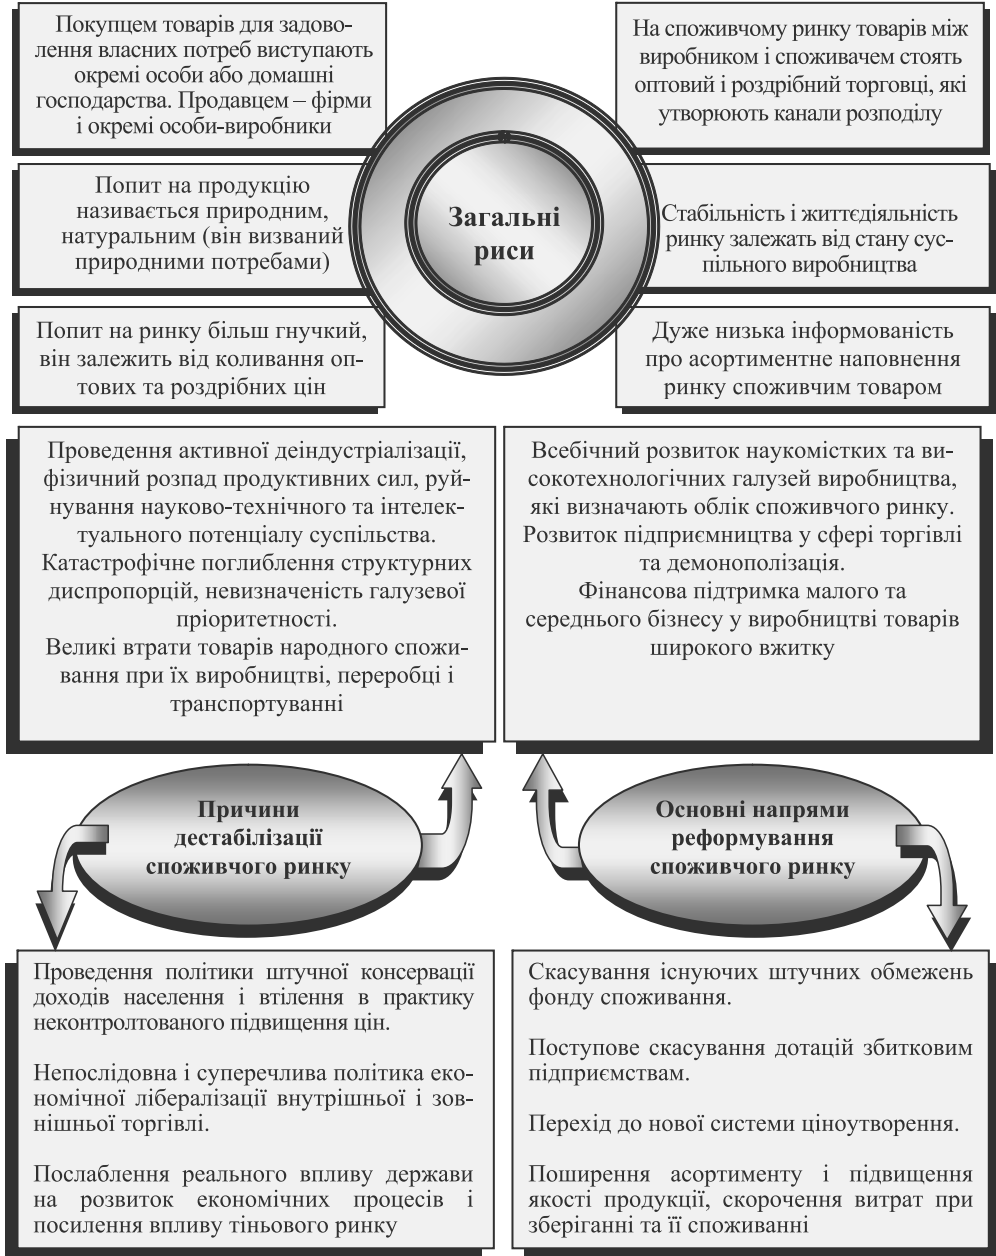 Покупцем товарів для задово-
лення власних потреб виступають
окремі особи або домашні
господарства. Продавцем – фірми
і окремі особи-виробники
На споживчому ринку товарів між
виробником і споживачем стоять
оптовий і роздрібний торговці, які
утворюють канали розподілу
Попит на продукцію
називається природним,
натуральним (він визваний
природними потребами)
Загальні
риси
Стабільність і життєдіяльність
ринку залежать від стану сус-
пільного виробництва
Попит на ринку більш гнучкий,
він залежить від коливання оп-
тових та роздрібних цін
Дуже низька інформованість
про асортиментне наповнення
ринку споживчим товаром
Проведення активної деіндустріалізації,
фізичний розпад продуктивних сил, руй-
нування науково-технічного та інтелек-
туального потенціалу суспільства.
Катастрофічне поглиблення структурних
диспропорцій, невизначеність галузевої
пріоритетності.
Великі втрати товарів народного спожи-
вання при їх виробництві, переробці і
транспортуванні
Всебічний розвиток наукомістких та ви-
сокотехнологічних галузей виробництва,
які визначають облік споживчого ринку.
Розвиток підприємництва у сфері торгівлі
та демонополізація.
Фінансова підтримка малого та
середнього бізнесу у виробництві товарів
широкого вжитку
Причини
дестабілізації
споживчого ринку
Основні напрями
реформування
споживчого ринку
Проведення політики штучної консервації
доходів населення і втілення в практику
неконтролтованого підвищення цін.
Непослідовна і суперечлива політика еко-
номічної лібералізації внутрішньої і зов-
нішньої торгівлі.
Послаблення реального впливу держави
на розвиток економічних процесів і
посилення впливу тіньового ринку
Скасування існуючих штучних обмежень
фонду споживання.
Поступове скасування дотацій збитковим
підприємствам.
Перехід до нової системи ціноутворення.
Поширення асортименту і підвищення
якості продукції, скорочення витрат при
зберіганні та її споживанні